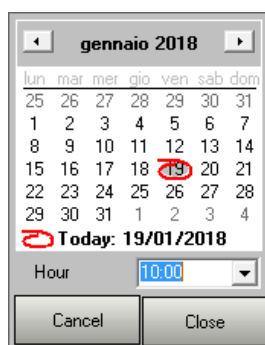 gennaio 2018
lun mar mer gio ven sab dom
25 26 27 28 29 30 31
1 2 3 4 5 6 7
8 9 10 11 12 13 14
15 16 17 18 19 20 21
22 23 24 25 26 27 28
29 30 31 1 2 3 4
Today: 19/01/2018
Hour 10:00
Cancel Close